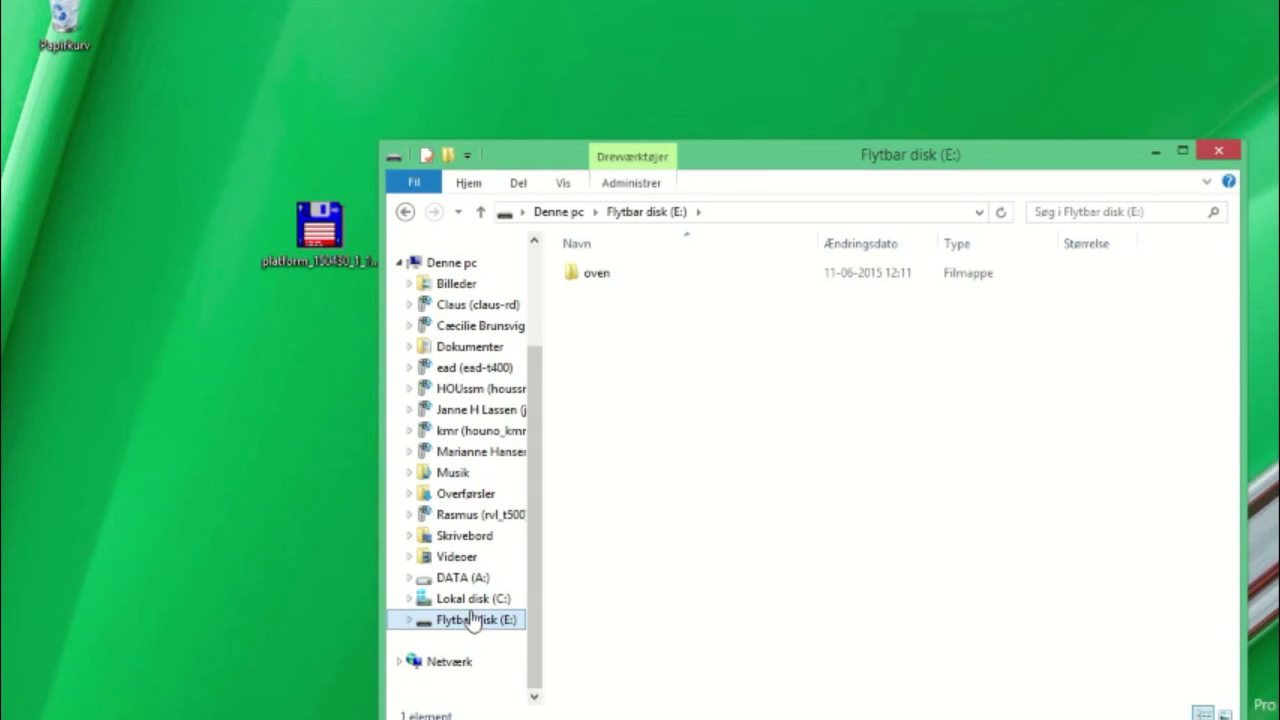 Papirkurv
Drevværktøjer
Flytbar disk (E:)
Fil
Hjem
Del
Vis
Administrer
Denne pc
Flytbar disk (E:)
Søg i Flytbar disk (E:)
Navn
Ændringsdato
Type
Størrelse
oven
11-06-2015 12:11
Filmappe
platform_150430_1_1...
Denne pc
Billeder
Claus (claus-rd)
Cæcilie Brunsvig
Dokumenter
ead (ead-t400)
HOUssm (houssm
Janne H Lassen (j
kmr (houno_kmr
Marianne Hansen
Musik
Overførsler
Rasmus (rvl_t500)
Skrivebord
Videoer
DATA (A:)
Lokal disk (C:)
Flytbar disk (E:)
Netværk
1 element
Pro